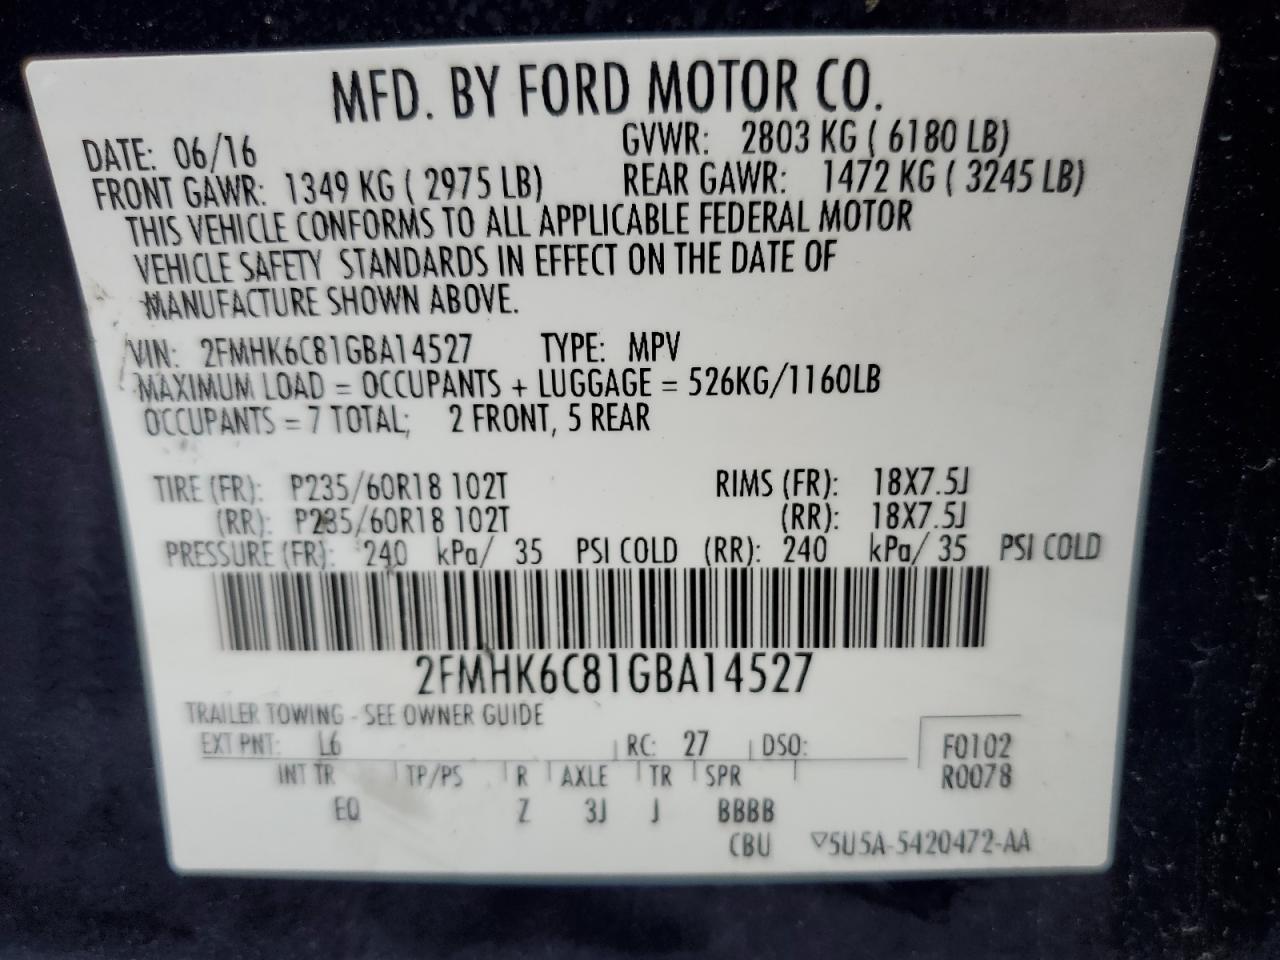 MFD. BY FORD MOTOR CO.
DATE: 06/16 GVWR: 2803 KG ( 6180 LB)
FRONT GAWR: 1349 KG ( 2975 LB) REAR GAWR: 1472 KG ( 3245 LB)
THIS VEHICLE CONFORMS TO ALL APPLICABLE FEDERAL MOTOR
VEHICLE SAFETY STANDARDS IN EFFECT ON THE DATE OF
MANUFACTURE SHOWN ABOVE.
VIN: 2FMHK6C81GBA14527 TYPE: MPV
MAXIMUM LOAD = OCCUPANTS + LUGGAGE = 526KG/1160LB
OCCUPANTS = 7 TOTAL; 2 FRONT, 5 REAR
TIRE (FR): P235/60R18 102T RIMS (FR): 18X7.5J
(RR): P235/60R18 102T (RR): 18X7.5J
PRESSURE (FR): 240 kPa/ 35 PSI COLD (RR): 240 kPa/ 35 PSI COLD
2FMHK6C81GBA14527
TRAILER TOWING - SEE OWNER GUIDE
EXT PNT: L6 RC: 27 DSO: F0102
INT TR TP/PS R AXLE TR SPR R0078
EQ Z 3J J BBBB
CBU ▽5U5A-5420472-AA